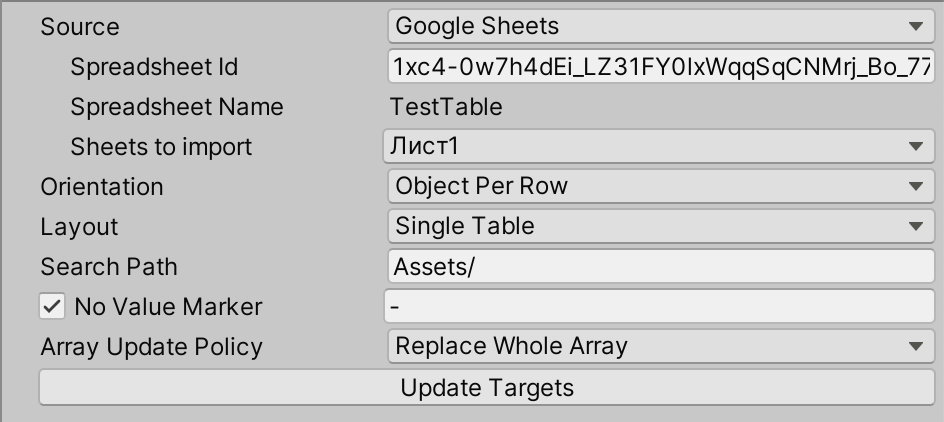 Source Google Sheets
Spreadsheet Id 1xc4-0w7h4dEi_LZ31FY0IxWqqSqCNMrj_Bo_77
Spreadsheet Name TestTable
Sheets to import Лист1
Orientation Object Per Row
Layout Single Table
Search Path Assets/
No Value Marker -
Array Update Policy Replace Whole Array
Update Targets